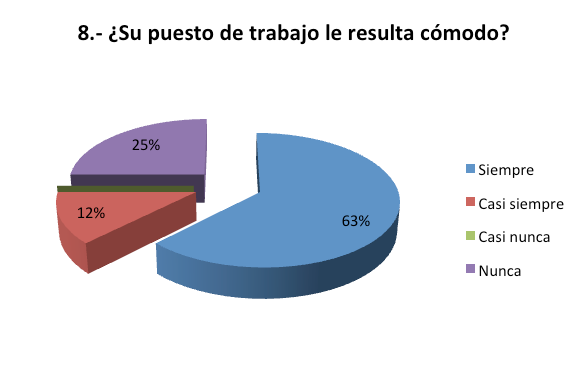 8.- ¿Su puesto de trabajo le resulta cómodo?
25%
12%
63%
Siempre
Casi siempre
Casi nunca
Nunca